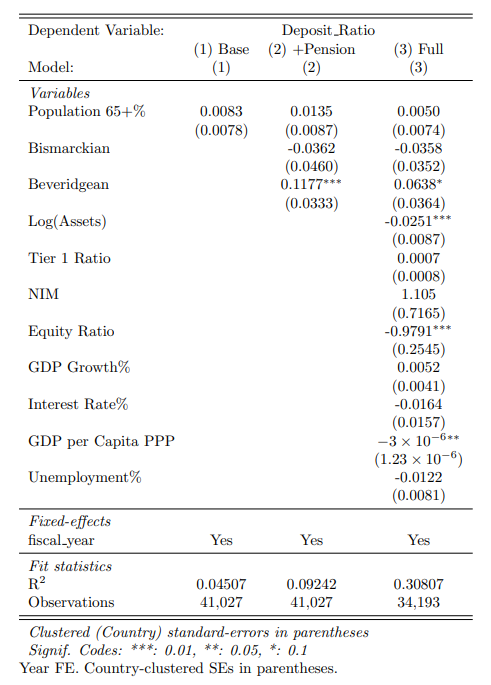 Dependent Variable: Deposit_Ratio
(1) Base (2) +Pension (3) Full
Model: (1) (2) (3)
Variables
Population 65+% 0.0083 0.0135 0.0050
(0.0078) (0.0087) (0.0074)
Bismarckian -0.0362 -0.0358
(0.0460) (0.0352)
Beveridgean 0.1177*** 0.0638*
(0.0333) (0.0364)
Log(Assets) -0.0251***
(0.0087)
Tier 1 Ratio 0.0007
(0.0008)
NIM 1.105
(0.7165)
Equity Ratio -0.9791***
(0.2545)
GDP Growth% 0.0052
(0.0041)
Interest Rate% -0.0164
(0.0157)
GDP per Capita PPP −3 × 10⁻⁶**
(1.23 × 10⁻⁶)
Unemployment% -0.0122
(0.0081)
Fixed-effects
fiscal_year Yes Yes Yes
Fit statistics
R² 0.04507 0.09242 0.30807
Observations 41,027 41,027 34,193
Clustered (Country) standard-errors in parentheses
Signif. Codes: ***: 0.01, **: 0.05, *: 0.1
Year FE. Country-clustered SEs in parentheses.